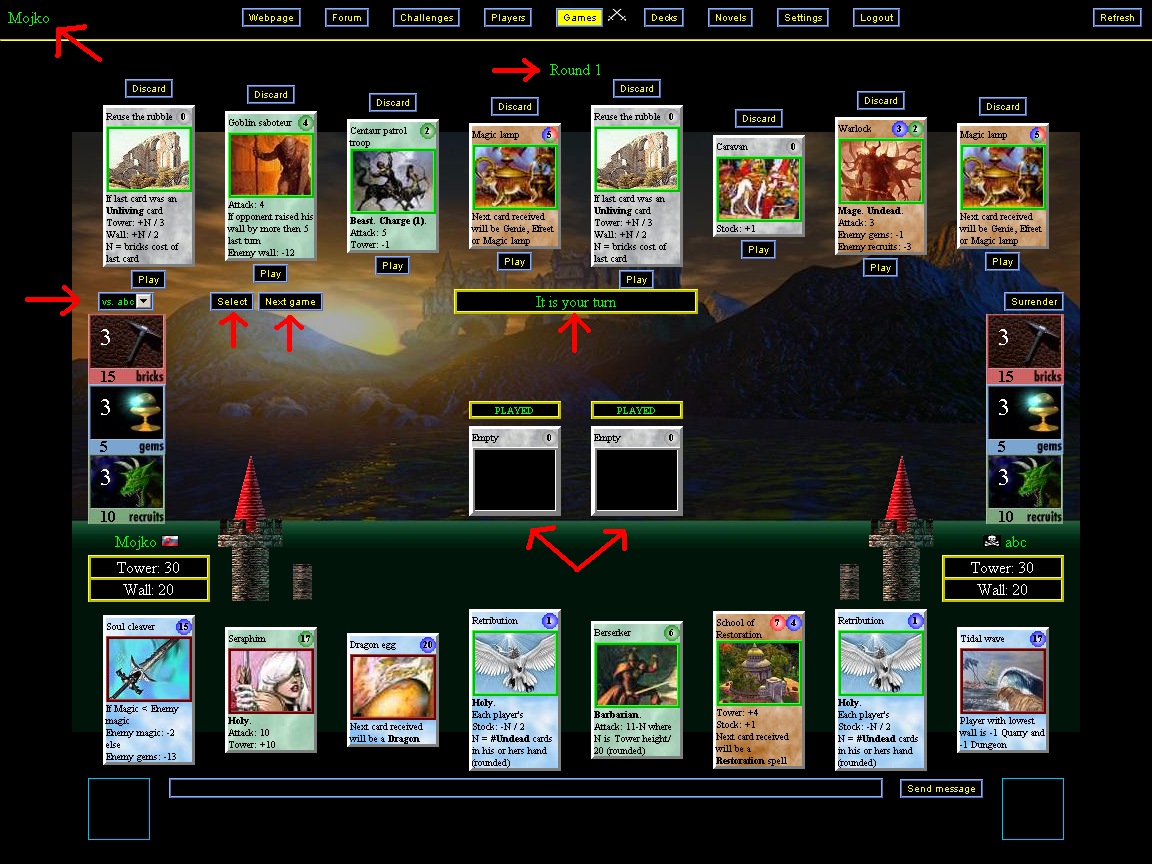 Mojko
Webpage
Forum
Challenges
Players
Games
Decks
Novels
Settings
Logout
Refresh
Round 1
Discard
Reuse the rubble 0
If last card was an
Unliving card
Tower: +N / 3
Wall: +N / 2
N = bricks cost of
last card
Play
Discard
Goblin saboteur 4
Attack: 4
If opponent raised his
wall by more then 5
last turn
Enemy wall: -12
Play
Discard
Centaur patrol 2
troop
Beast. Charge (1).
Attack: 5
Tower: -1
Play
Discard
Magic lamp 5
Next card received
will be Genie, Efreet
or Magic lamp
Play
Discard
Reuse the rubble 0
If last card was an
Unliving card
Tower: +N / 3
Wall: +N / 2
N = bricks cost of
last card
Play
Discard
Caravan 0
Stock: +1
Play
Discard
Warlock 3 2
Mage. Undead.
Attack: 3
Enemy gems: -1
Enemy recruits: -3
Play
Discard
Magic lamp 5
Next card received
will be Genie, Efreet
or Magic lamp
Play
vs. abc
Select
Next game
It is your turn
Surrender
3
15 bricks
3
5 gems
3
10 recruits
3
15 bricks
3
5 gems
3
10 recruits
PLAYED
Empty 0
PLAYED
Empty 0
Mojko
Tower: 30
Wall: 20
abc
Tower: 30
Wall: 20
Soul cleaver 15
If Magic < Enemy
magic
Enemy magic: -2
else
Enemy gems: -13
Seraphim 17
Holy.
Attack: 10
Tower: +10
Dragon egg 20
Next card received
will be a Dragon
Retribution 1
Holy.
Each player's
Stock: -N / 2
N = #Undead cards
in his or hers hand
(rounded)
Berserker 6
Barbarian.
Attack: 11-N where
N is Tower height/
20 (rounded)
School of 7 4
Restoration
Tower: +4
Stock: +1
Next card received
will be a
Restoration spell
Retribution 1
Holy.
Each player's
Stock: -N / 2
N = #Undead cards
in his or hers hand
(rounded)
Tidal wave 17
Player with lowest
wall is -1 Quarry and
-1 Dungeon
Send message